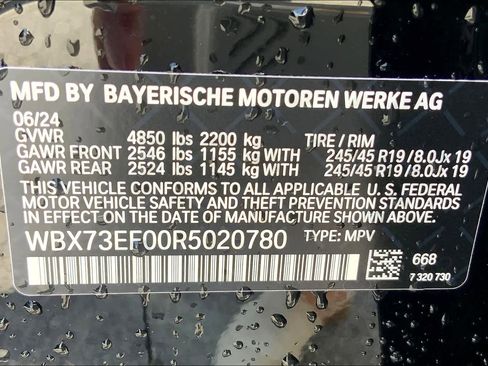 MFD BY BAYERISCHE MOTOREN WERKE AG
06/24
GVWR 4850 lbs 2200 kg TIRE / RIM
GAWR FRONT 2546 lbs 1155 kg WITH 245/45 R19/8.0Jx19
GAWR REAR 2524 lbs 1145 kg WITH 245/45 R19/8.0Jx19
THIS VEHICLE CONFORMS TO ALL APPLICABLE U. S. FEDERAL
MOTOR VEHICLE SAFETY AND THEFT PREVENTION STANDARDS
IN EFFECT ON THE DATE OF MANUFACTURE SHOWN ABOVE.
WBX73EF00R5020780 TYPE: MPV
668
7 320 730